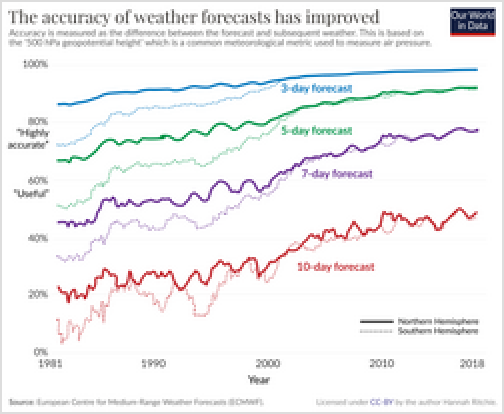 The accuracy of weather forecasts has improved
Our World
in Data
Accuracy is measured as the difference between the forecast and subsequent weather. This is based on
the '500 hPa geopotential height' which is a common meteorological metric used to measure air pressure.
100%
3-day forecast
80%
"Highly
accurate"
5-day forecast
7-day forecast
60%
"Useful"
40%
10-day forecast
20%
Northern Hemisphere
Southern Hemisphere
0%
1981
1990
2000
2010
2018
Year
Source: European Centre for Medium-Range Weather Forecasts (ECMWF).
Licensed under CC-BY by the author Hannah Ritchie